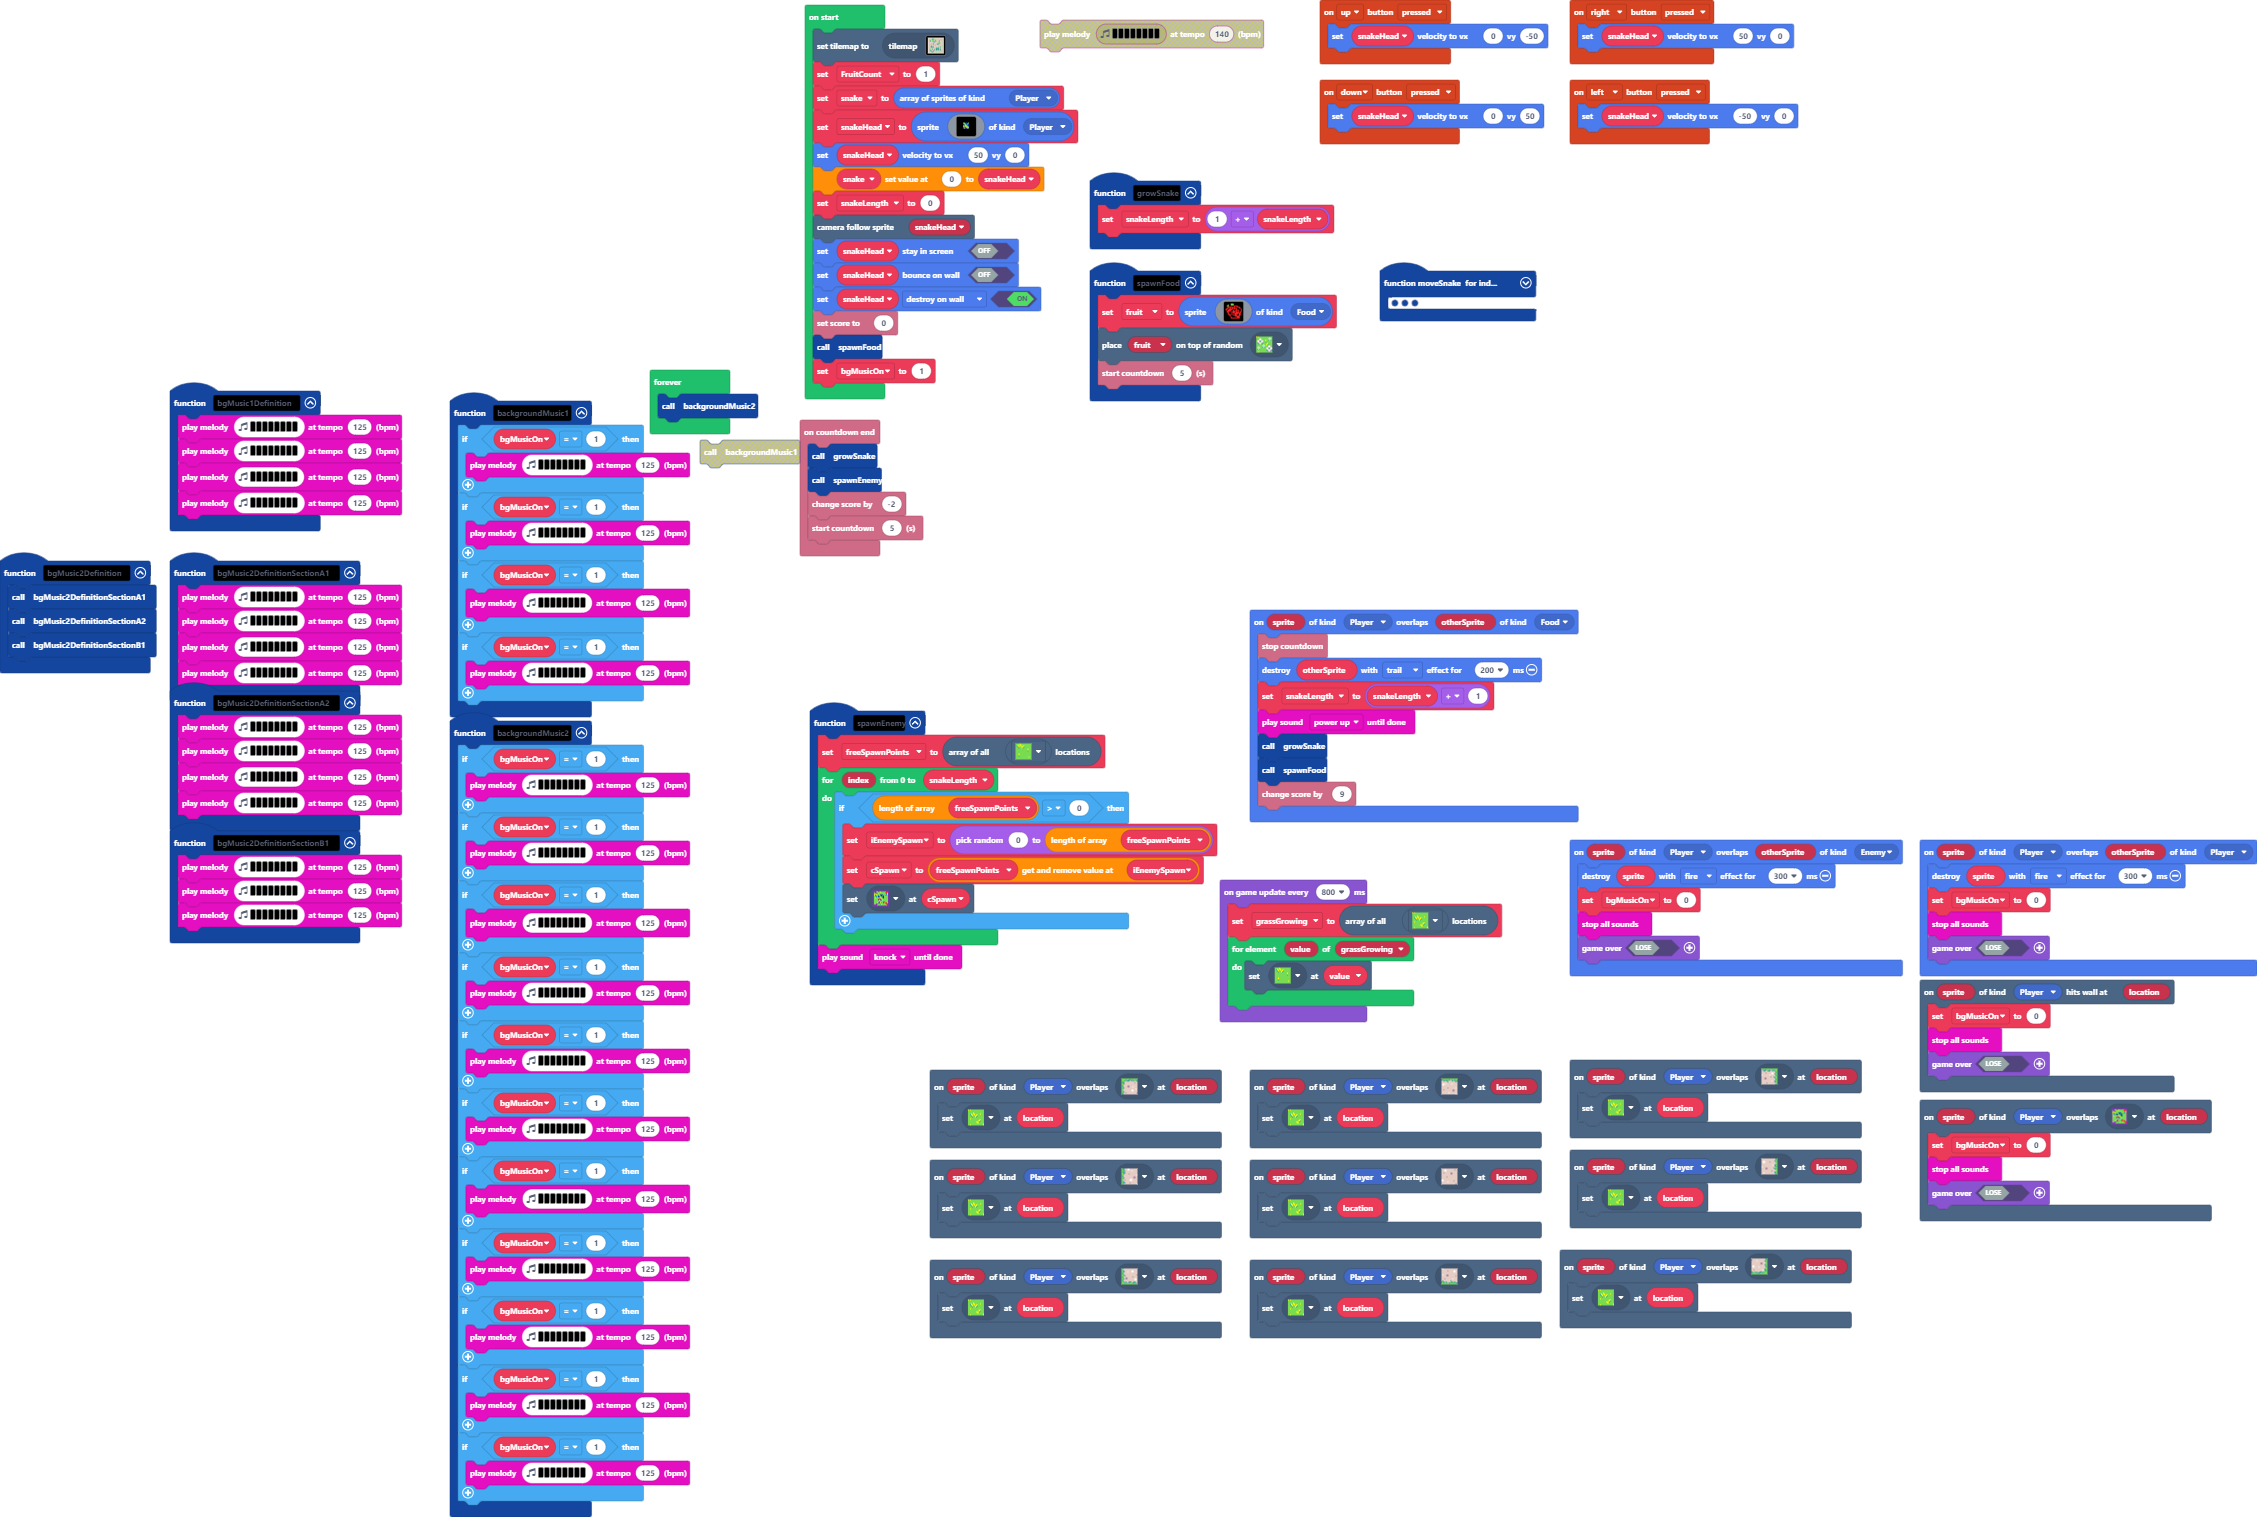 on start
set tilemap to tilemap
set FruitCount to 1
set snake to array of sprites of kind Player
set snakeHead to sprite of kind Player
set snakeHead velocity to vx 50 vy 0
snake set value at 0 to snakeHead
set snakeLength to 0
camera follow sprite snakeHead
set snakeHead stay in screen OFF
set snakeHead bounce on wall OFF
set snakeHead destroy on wall ON
set score to 0
call spawnFood
set bgMusicOn to 1
play melody at tempo 140 (bpm)
on up button pressed
set snakeHead velocity to vx 0 vy -50
on right button pressed
set snakeHead velocity to vx 50 vy 0
on down button pressed
set snakeHead velocity to vx 0 vy 50
on left button pressed
set snakeHead velocity to vx -50 vy 0
function growSnake
set snakeLength to 1 + snakeLength
function spawnFood
set fruit to sprite of kind Food
place fruit on top of random
start countdown 5 (s)
function moveSnake for ind...
forever
call backgroundMusic2
call backgroundMusic1
on countdown end
call growSnake
call spawnEnemy
change score by -2
start countdown 5 (s)
function bgMusic1Definition
play melody at tempo 125 (bpm)
play melody at tempo 125 (bpm)
play melody at tempo 125 (bpm)
play melody at tempo 125 (bpm)
function bgMusic2Definition
call bgMusic2DefinitionSectionA1
call bgMusic2DefinitionSectionA2
call bgMusic2DefinitionSectionB1
function bgMusic2DefinitionSectionA1
play melody at tempo 125 (bpm)
play melody at tempo 125 (bpm)
play melody at tempo 125 (bpm)
play melody at tempo 125 (bpm)
function bgMusic2DefinitionSectionA2
play melody at tempo 125 (bpm)
play melody at tempo 125 (bpm)
play melody at tempo 125 (bpm)
play melody at tempo 125 (bpm)
function bgMusic2DefinitionSectionB1
play melody at tempo 125 (bpm)
play melody at tempo 125 (bpm)
play melody at tempo 125 (bpm)
function backgroundMusic1
if bgMusicOn = 1 then
play melody at tempo 125 (bpm)
if bgMusicOn = 1 then
play melody at tempo 125 (bpm)
if bgMusicOn = 1 then
play melody at tempo 125 (bpm)
if bgMusicOn = 1 then
play melody at tempo 125 (bpm)
function backgroundMusic2
if bgMusicOn = 1 then
play melody at tempo 125 (bpm)
if bgMusicOn = 1 then
play melody at tempo 125 (bpm)
if bgMusicOn = 1 then
play melody at tempo 125 (bpm)
if bgMusicOn = 1 then
play melody at tempo 125 (bpm)
if bgMusicOn = 1 then
play melody at tempo 125 (bpm)
if bgMusicOn = 1 then
play melody at tempo 125 (bpm)
if bgMusicOn = 1 then
play melody at tempo 125 (bpm)
if bgMusicOn = 1 then
play melody at tempo 125 (bpm)
if bgMusicOn = 1 then
play melody at tempo 125 (bpm)
if bgMusicOn = 1 then
play melody at tempo 125 (bpm)
if bgMusicOn = 1 then
play melody at tempo 125 (bpm)
function spawnEnemy
set freeSpawnPoints to array of all locations
for index from 0 to snakeLength
do if length of array freeSpawnPoints > 0 then
set iEnemySpawn to pick random 0 to length of array freeSpawnPoints
set cSpawn to freeSpawnPoints get and remove value at iEnemySpawn
set at cSpawn
play sound knock until done
on sprite of kind Player overlaps otherSprite of kind Food
stop countdown
destroy otherSprite with trail effect for 200 ms
set snakeLength to snakeLength + 1
play sound power up until done
call growSnake
call spawnFood
change score by 9
on game update every 800 ms
set grassGrowing to array of all locations
for element value of grassGrowing
do set at value
on sprite of kind Player overlaps otherSprite of kind Enemy
destroy sprite with fire effect for 300 ms
set bgMusicOn to 0
stop all sounds
game over LOSE
on sprite of kind Player overlaps otherSprite of kind Player
destroy sprite with fire effect for 300 ms
set bgMusicOn to 0
stop all sounds
game over LOSE
on sprite of kind Player hits wall at location
set bgMusicOn to 0
stop all sounds
game over LOSE
on sprite of kind Player overlaps at location
set bgMusicOn to 0
stop all sounds
game over LOSE
on sprite of kind Player overlaps at location
set at location
on sprite of kind Player overlaps at location
set at location
on sprite of kind Player overlaps at location
set at location
on sprite of kind Player overlaps at location
set at location
on sprite of kind Player overlaps at location
set at location
on sprite of kind Player overlaps at location
set at location
on sprite of kind Player overlaps at location
set at location
on sprite of kind Player overlaps at location
set at location
on sprite of kind Player overlaps at location
set at location